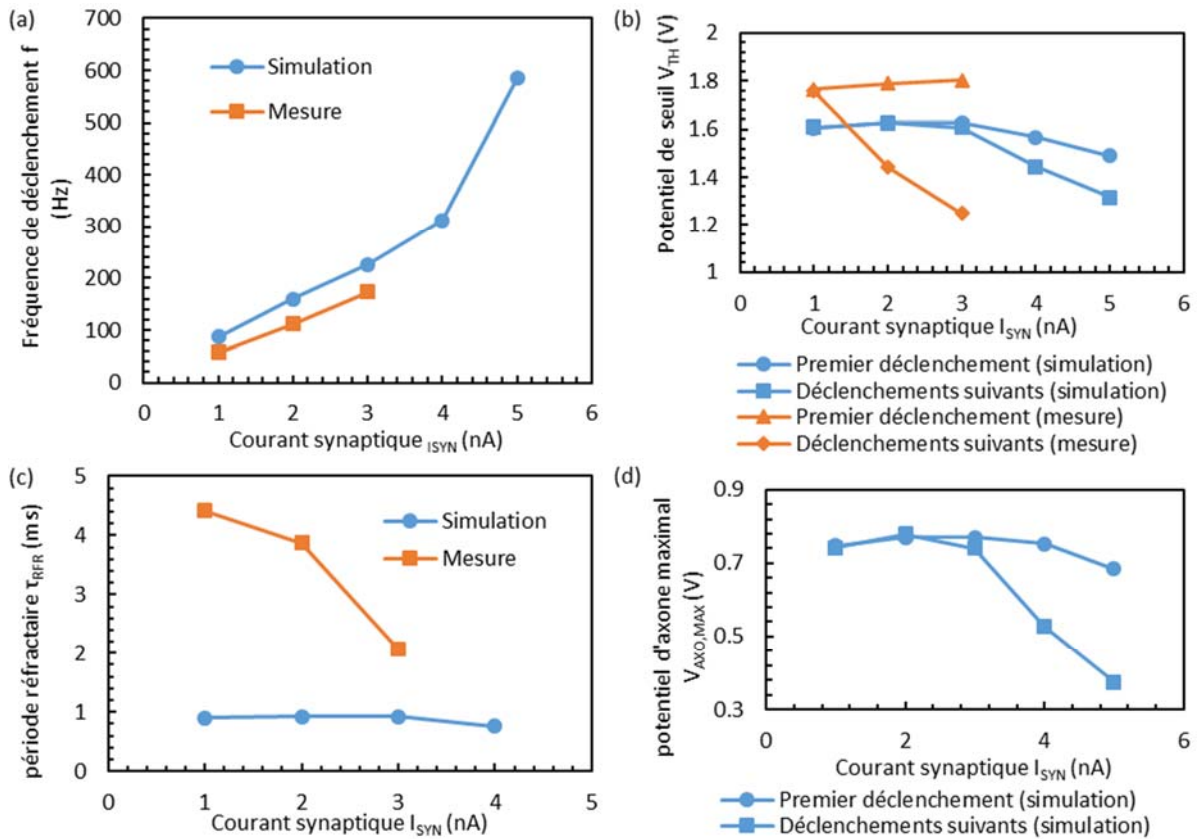 (a)
700
600
500
400
300
200
100
0
Fréquence de déclenchement f
(Hz)
Simulation
Mesure
0 1 2 3 4 5 6
Courant synaptique ISYN (nA)
(b)
2
1.8
1.6
1.4
1.2
1
Potentiel de seuil VTH (V)
0 1 2 3 4 5 6
Courant synaptique ISYN (nA)
Premier déclenchement (simulation)
Déclenchements suivants (simulation)
Premier déclenchement (mesure)
Déclenchements suivants (mesure)
(c)
5
4
3
2
1
0
période réfractaire τRFR (ms)
Simulation
Mesure
0 1 2 3 4 5
Courant synaptique ISYN (nA)
(d)
0.9
0.7
0.5
0.3
potentiel d'axone maximal
VAXO,MAX (V)
0 2 4 6
Courant synaptique ISYN (nA)
Premier déclenchement (simulation)
Déclenchements suivants (simulation)